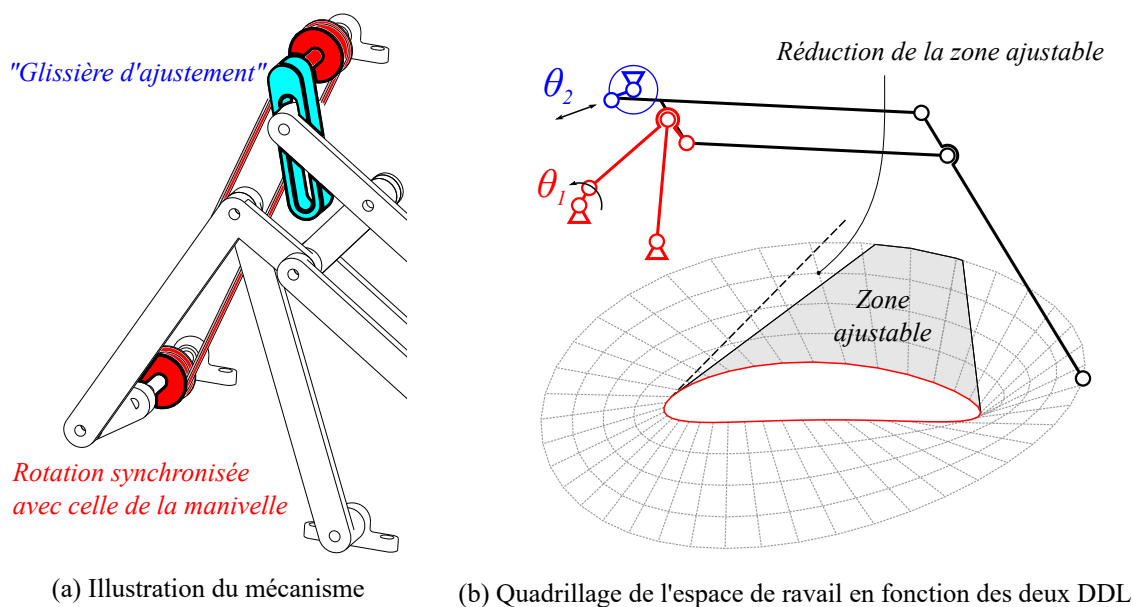 "Glissière d'ajustement"
Rotation synchronisée
avec celle de la manivelle
(a) Illustration du mécanisme
Réduction de la zone ajustable
θ2
θ1
Zone
ajustable
(b) Quadrillage de l'espace de ravail en fonction des deux DDL